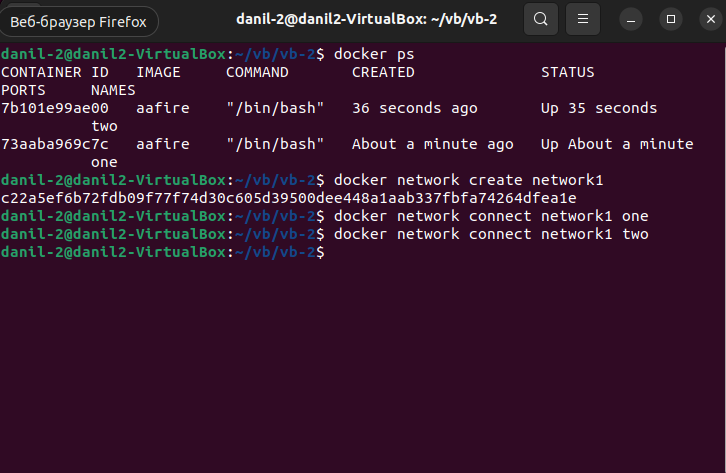 Веб-браузер Firefox
danil-2@danil2-VirtualBox: ~/vb/vb-2
danil-2@danil2-VirtualBox:~/vb/vb-2$ docker ps
CONTAINER ID   IMAGE     COMMAND       CREATED              STATUS
PORTS     NAMES
7b101e99ae00   aafire    "/bin/bash"   36 seconds ago       Up 35 seconds
          two
73aaba969c7c   aafire    "/bin/bash"   About a minute ago   Up About a minute
          one
danil-2@danil2-VirtualBox:~/vb/vb-2$ docker network create network1
c22a5ef6b72fdb09f77f74d30c605d39500dee448a1aab337fbfa74264dfea1e
danil-2@danil2-VirtualBox:~/vb/vb-2$ docker network connect network1 one
danil-2@danil2-VirtualBox:~/vb/vb-2$ docker network connect network1 two
danil-2@danil2-VirtualBox:~/vb/vb-2$